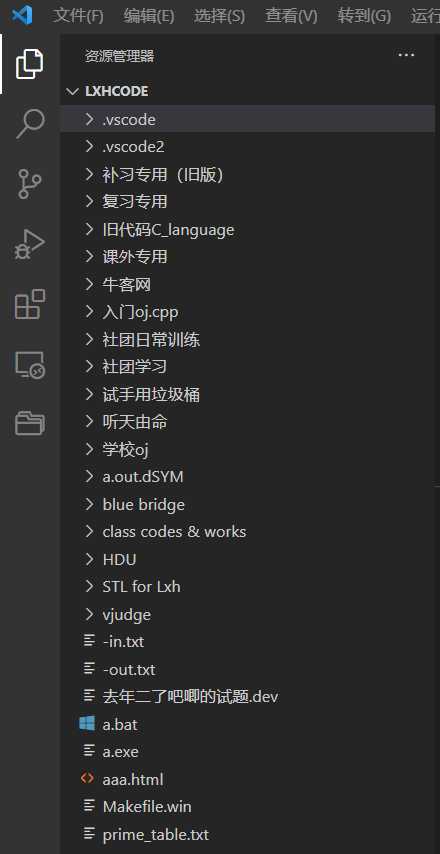 文件(F) 编辑(E) 选择(S) 查看(V) 转到(G) 运行
资源管理器 ···
LXHCODE
.vscode
.vscode2
补习专用（旧版）
复习专用
旧代码C_language
课外专用
牛客网
入门oj.cpp
社团日常训练
社团学习
试手用垃圾桶
听天由命
学校oj
a.out.dSYM
blue bridge
class codes & works
HDU
STL for Lxh
vjudge
-in.txt
-out.txt
去年二了吧唧的试题.dev
a.bat
a.exe
aaa.html
Makefile.win
prime_table.txt